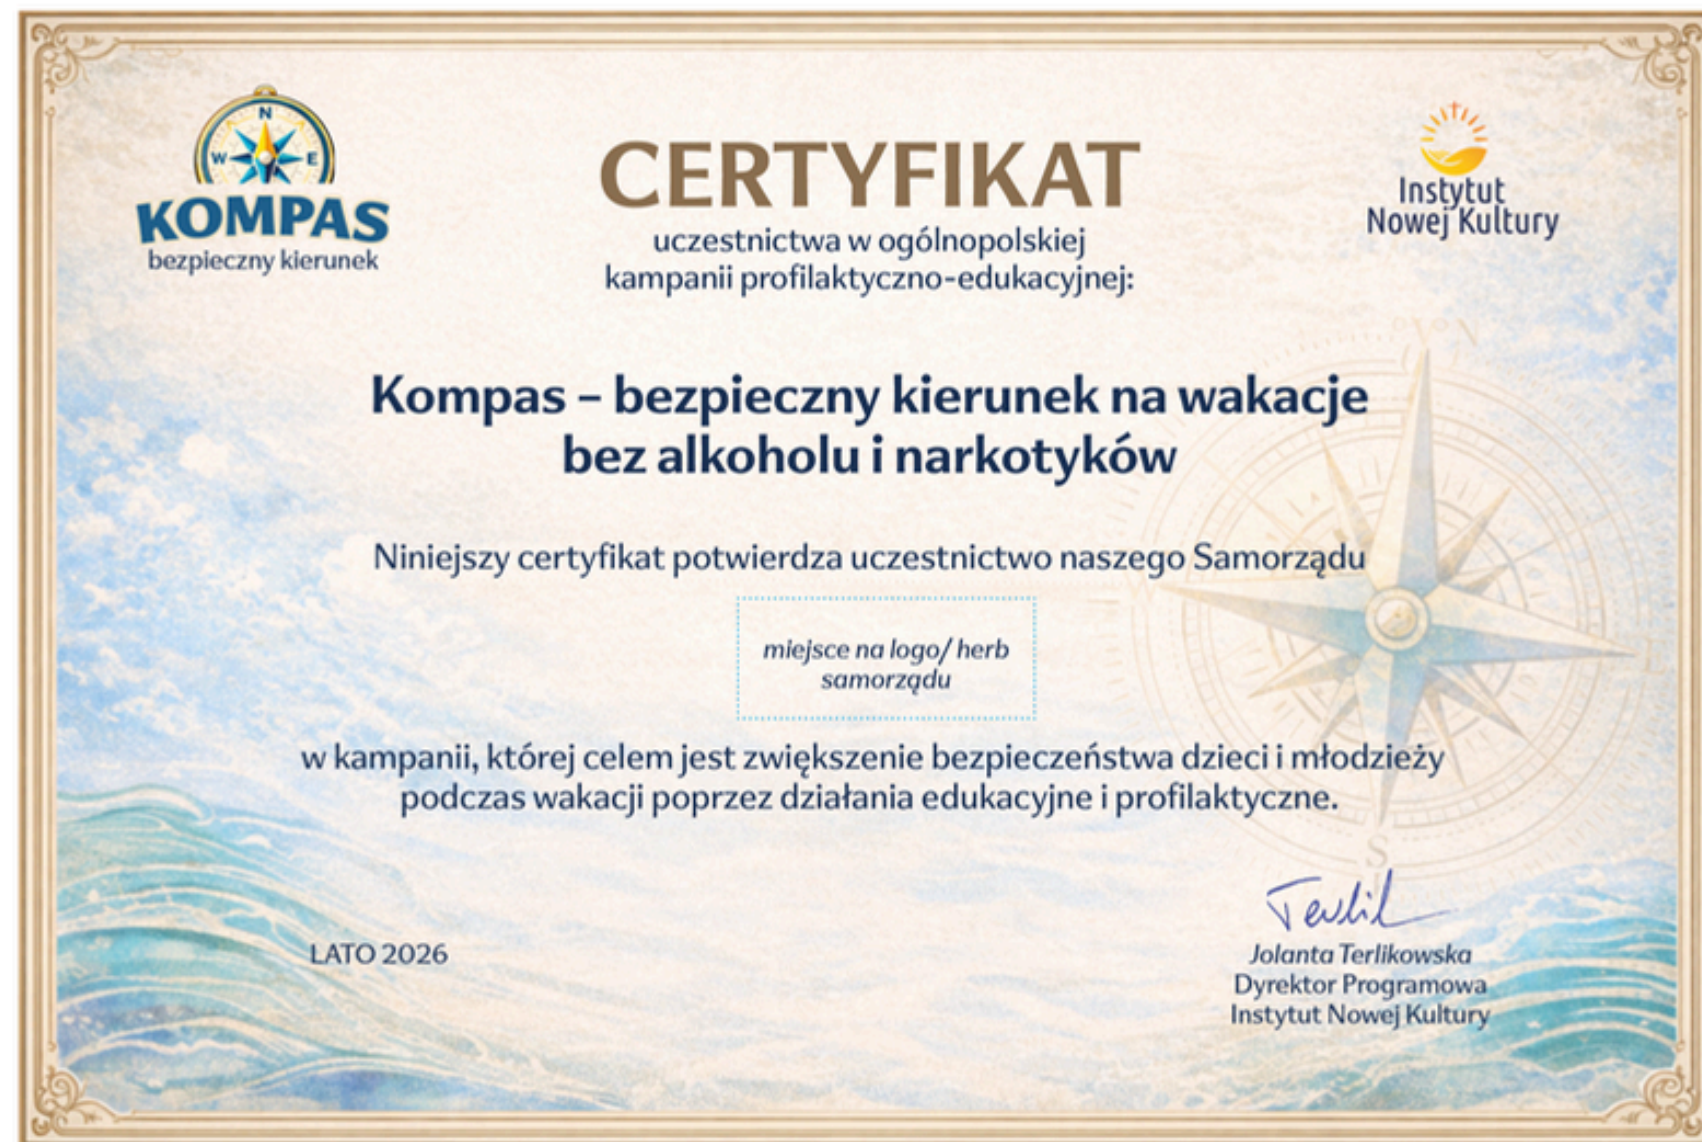 N
W E
KOMPAS
bezpieczny kierunek
CERTYFIKAT
uczestnictwa w ogólnopolskiej
kampanii profilaktyczno-edukacyjnej:
Instytut
Nowej Kultury
Kompas – bezpieczny kierunek na wakacje
bez alkoholu i narkotyków
Niniejszy certyfikat potwierdza uczestnictwo naszego Samorządu
miejsce na logo/ herb
samorządu
w kampanii, której celem jest zwiększenie bezpieczeństwa dzieci i młodzieży
podczas wakacji poprzez działania edukacyjne i profilaktyczne.
N
S
LATO 2026
Jolanta Terlikowska
Dyrektor Programowa
Instytut Nowej Kultury